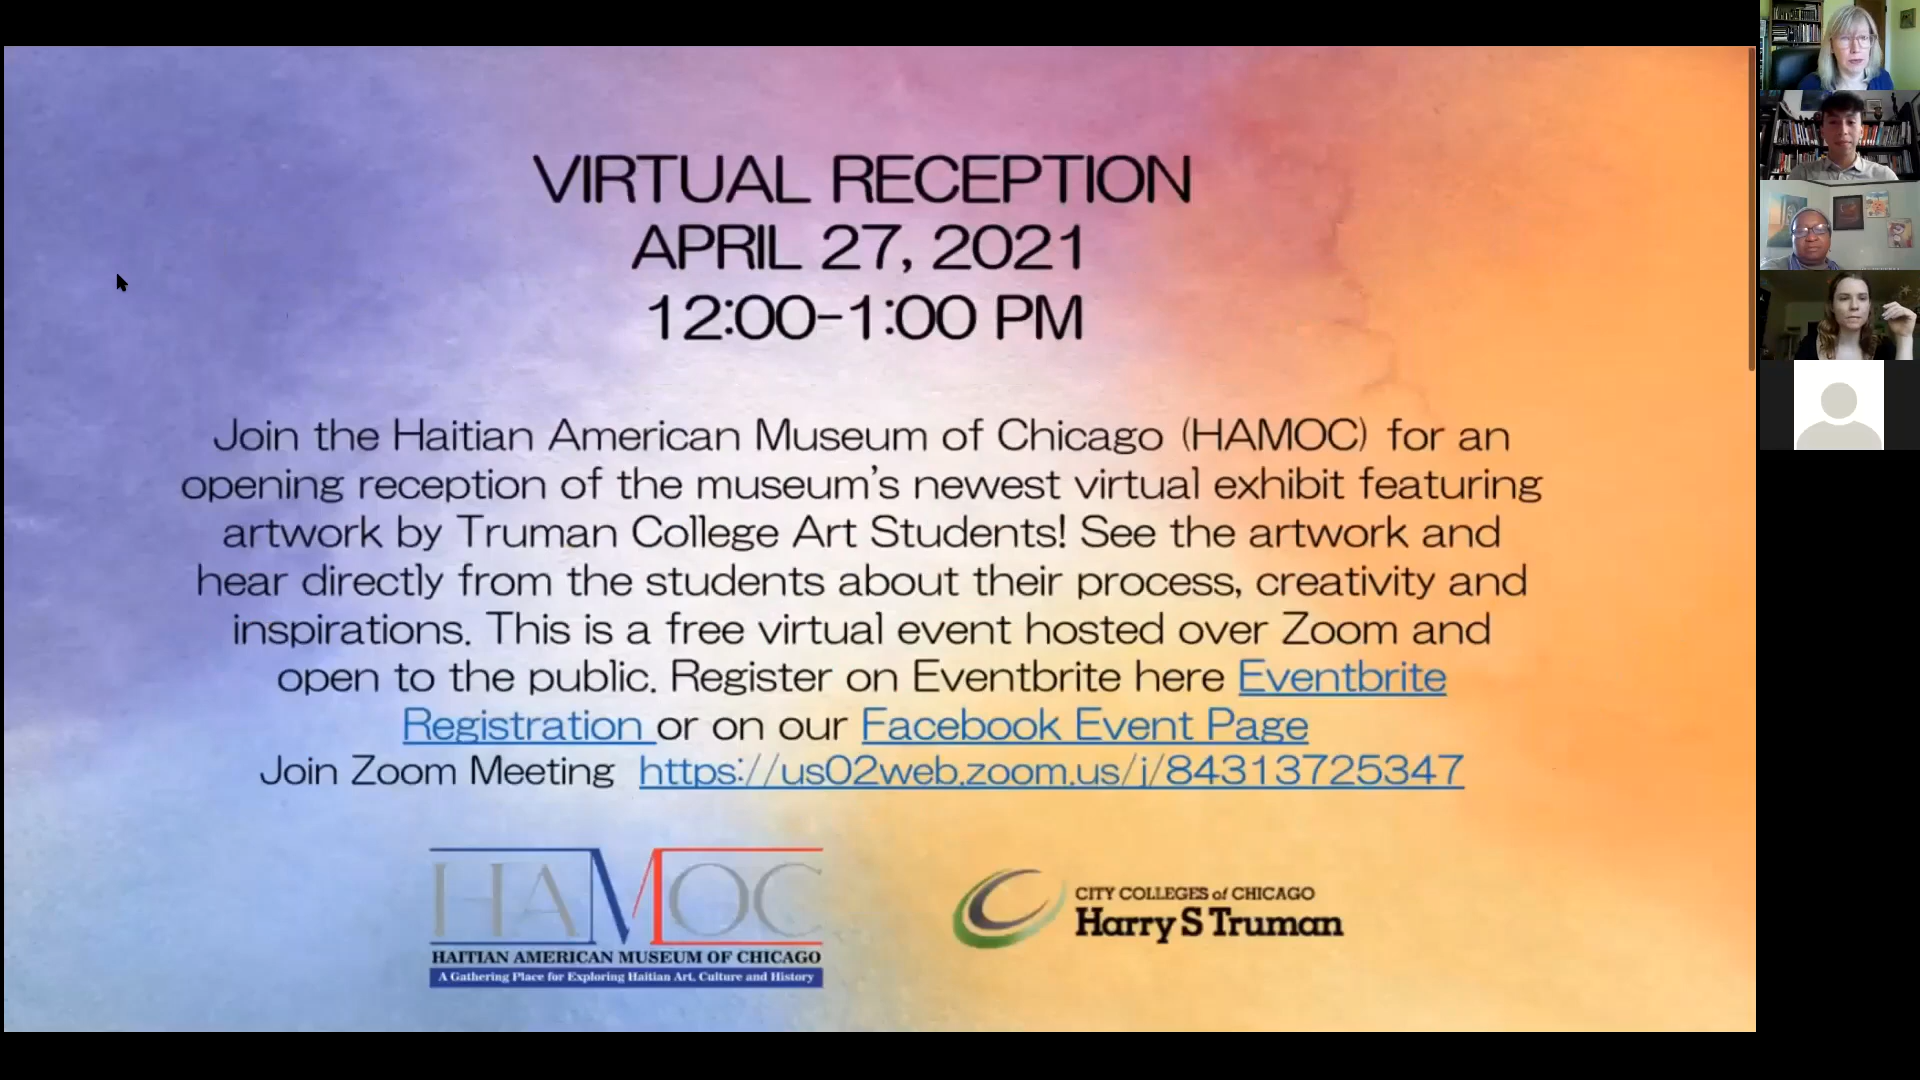 VIRTUAL RECEPTION
APRIL 27, 2021
12:00-1:00 PM
Join the Haitian American Museum of Chicago (HAMOC) for an
opening reception of the museum's newest virtual exhibit featuring
artwork by Truman College Art Students! See the artwork and
hear directly from the students about their process, creativity and
inspirations. This is a free virtual event hosted over Zoom and
open to the public. Register on Eventbrite here Eventbrite
Registration or on our Facebook Event Page
Join Zoom Meeting https://us02web.zoom.us/j/84313725347
HAMOC
HAITIAN AMERICAN MUSEUM OF CHICAGO
A Gathering Place for Exploring Haitian Art, Culture and History
CITY COLLEGES of CHICAGO
Harry S Truman